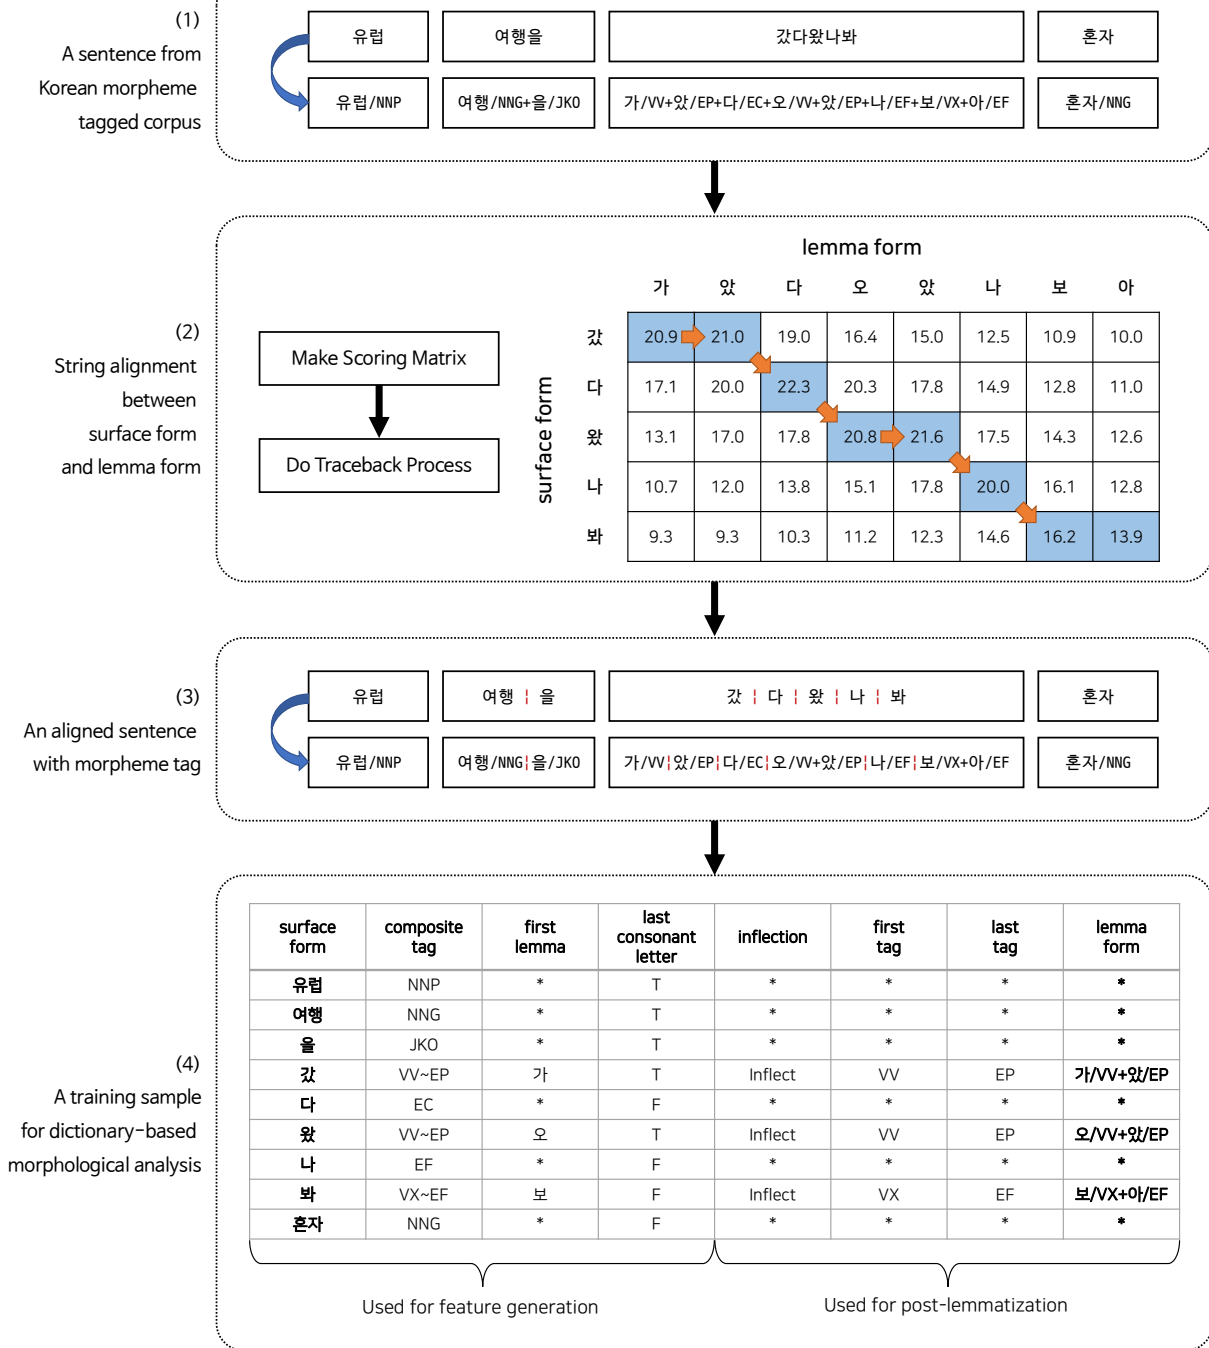 (1)
A sentence from
Korean morpheme
tagged corpus
유럽 여행을 갔다왔나봐 혼자
유럽/NNP 여행/NNG+을/JKO 가/VV+았/EP+다/EC+오/VV+았/EP+나/EF+보/VX+아/EF 혼자/NNG
(2)
String alignment
between
surface form
and lemma form
Make Scoring Matrix
Do Traceback Process
lemma form
surface form
가 았 다 오 았 나 보 아
갔 20.9 21.0 19.0 16.4 15.0 12.5 10.9 10.0
다 17.1 20.0 22.3 20.3 17.8 14.9 12.8 11.0
왔 13.1 17.0 17.8 20.8 21.6 17.5 14.3 12.6
나 10.7 12.0 13.8 15.1 17.8 20.0 16.1 12.8
봐 9.3 9.3 10.3 11.2 12.3 14.6 16.2 13.9
(3)
An aligned sentence
with morpheme tag
유럽 여행 ¦ 을 갔 ¦ 다 ¦ 왔 ¦ 나 ¦ 봐 혼자
유럽/NNP 여행/NNG¦을/JKO 가/VV¦았/EP¦다/EC¦오/VV+았/EP¦나/EF¦보/VX+아/EF 혼자/NNG
(4)
A training sample
for dictionary-based
morphological analysis
surface form composite tag first lemma last consonant letter inflection first tag last tag lemma form
유럽 NNP * T * * * *
여행 NNG * T * * * *
을 JKO * T * * * *
갔 VV~EP 가 T Inflect VV EP 가/VV+았/EP
다 EC * F * * * *
왔 VV~EP 오 T Inflect VV EP 오/VV+았/EP
나 EF * F * * * *
봐 VX~EF 보 F Inflect VX EF 보/VX+아/EF
혼자 NNG * F * * * *
Used for feature generation
Used for post-lemmatization